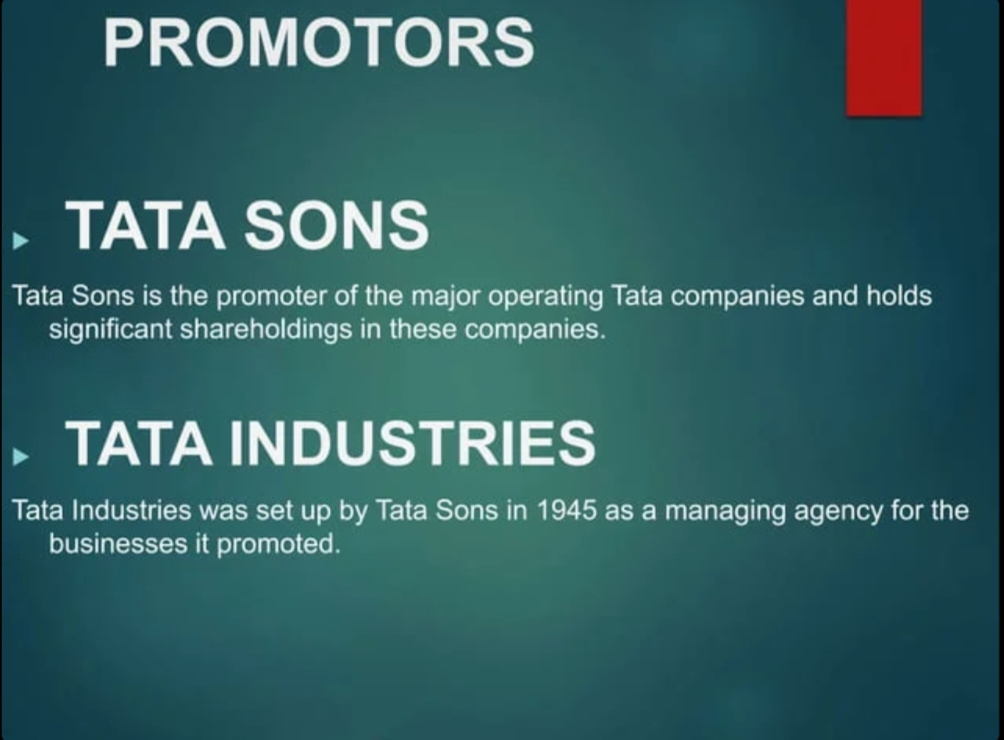 PROMOTORS
TATA SONS
Tata Sons is the promoter of the major operating Tata companies and holds
significant shareholdings in these companies.
TATA INDUSTRIES
Tata Industries was set up by Tata Sons in 1945 as a managing agency for the
businesses it promoted.